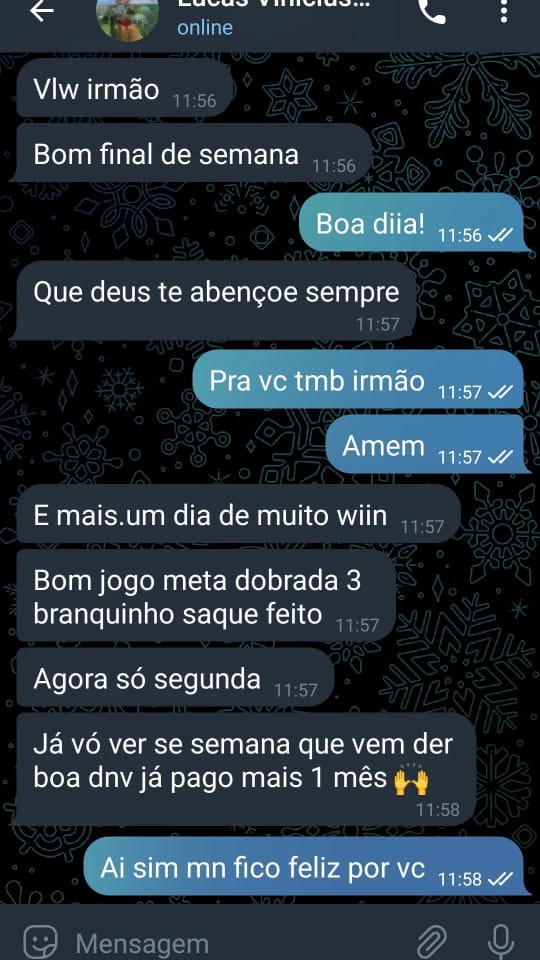 Lucas Vinicius...
online
Vlw irmão 11:56
Bom final de semana 11:56
Boa diia! 11:56
Que deus te abençoe sempre
11:57
Pra vc tmb irmão 11:57
Amem 11:57
E mais.um dia de muito wiin 11:57
Bom jogo meta dobrada 3
branquinho saque feito 11:57
Agora só segunda 11:57
Já vó ver se semana que vem der
boa dnv já pago mais 1 mês 🙌
11:58
Ai sim mn fico feliz por vc 11:58
Mensagem